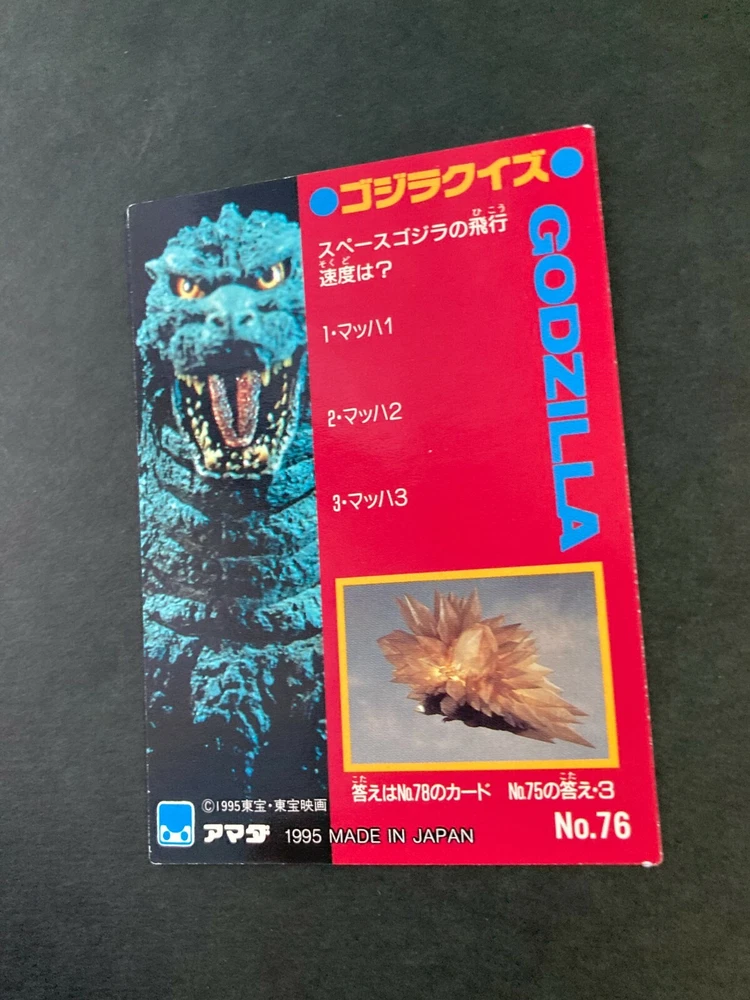 ゴジラクイズ
スペースゴジラの飛行
速度は?
1・マッハ1
2・マッハ2
3・マッハ3
GODZILLA
答えはNo.78のカード No.75の答え・3
©1995東宝・東宝映画
アマダ 1995 MADE IN JAPAN
No.76